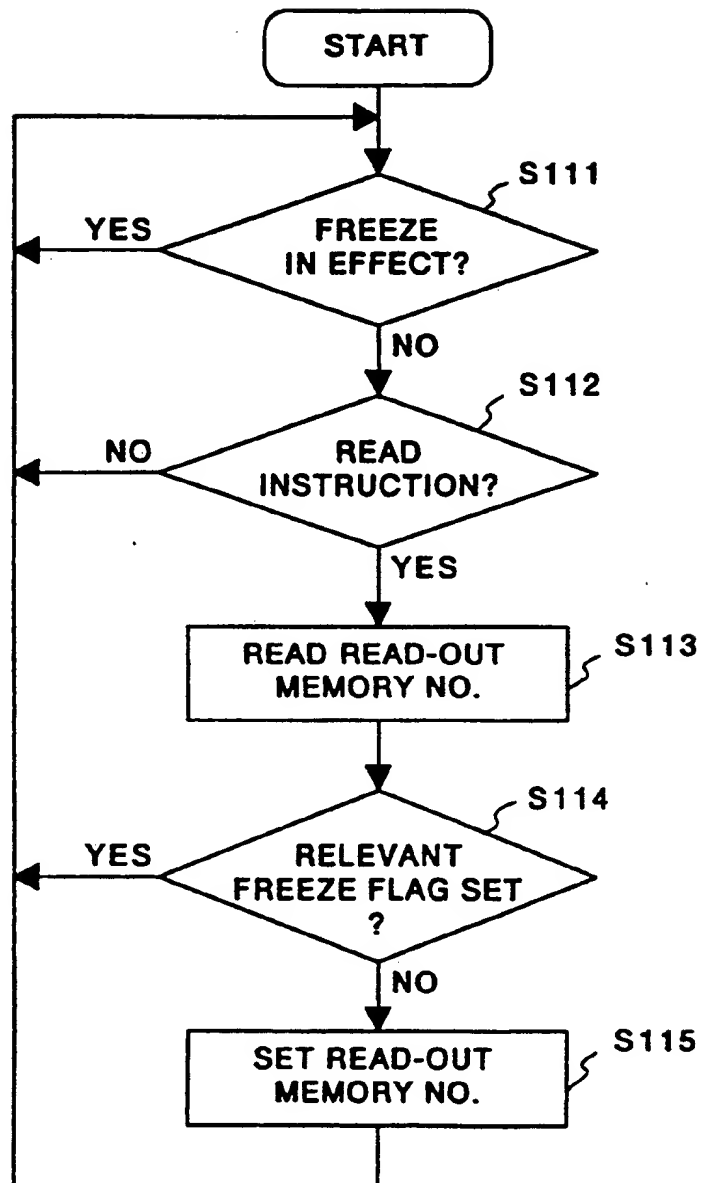 START
S111
YES
FREEZE
IN EFFECT?
NO
S112
NO
READ
INSTRUCTION?
YES
READ READ-OUT
MEMORY NO.
S113
S114
YES
RELEVANT
FREEZE FLAG SET
?
NO
SET READ-OUT
MEMORY NO.
S115